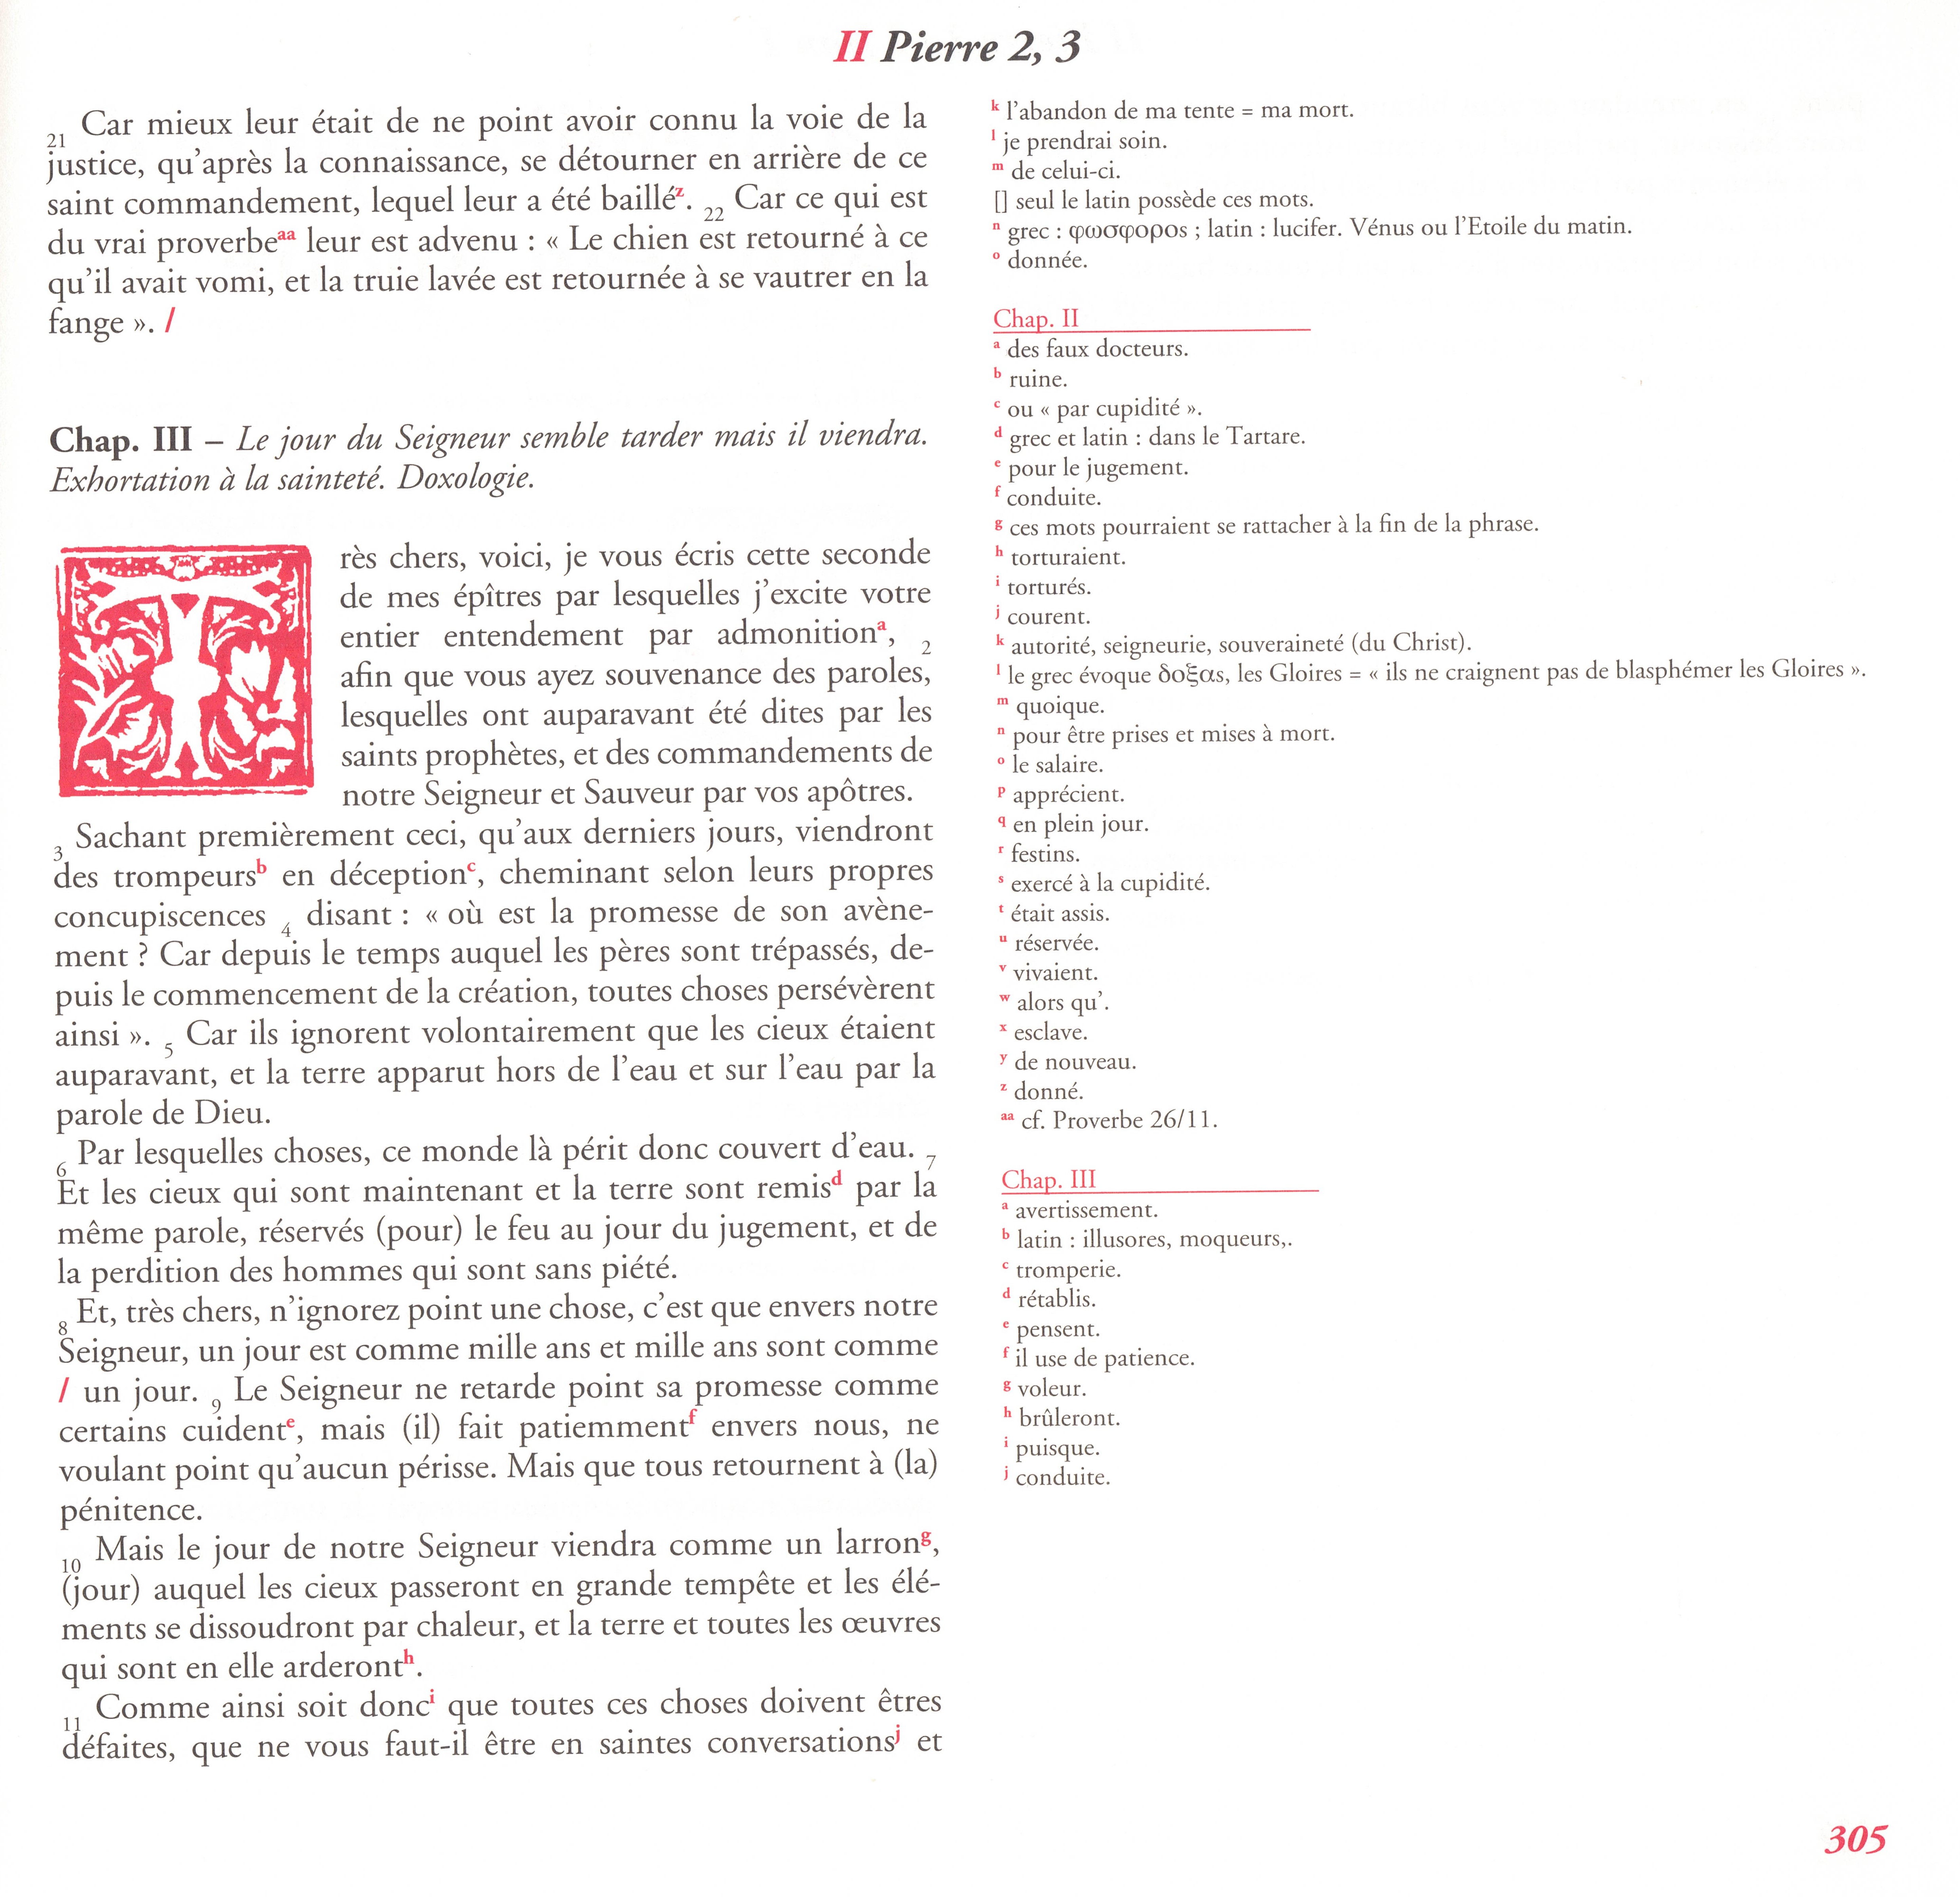 II Pierre 2, 3
21 Car mieux leur était de ne point avoir connu la voie de la
justice, qu'après la connaissance, se détourner en arrière de ce
saint commandement, lequel leur a été bailléz. 22 Car ce qui est
du vrai proverbeaa leur est advenu : « Le chien est retourné à ce
qu'il avait vomi, et la truie lavée est retournée à se vautrer en la
fange ». /
Chap. III – Le jour du Seigneur semble tarder mais il viendra.
Exhortation à la sainteté. Doxologie.
Très chers, voici, je vous écris cette seconde
de mes épîtres par lesquelles j'excite votre
entier entendement par admonitiona, 2
afin que vous ayez souvenance des paroles,
lesquelles ont auparavant été dites par les
saints prophètes, et des commandements de
notre Seigneur et Sauveur par vos apôtres.
3 Sachant premièrement ceci, qu'aux derniers jours, viendront
des trompeursb en déceptionc, cheminant selon leurs propres
concupiscences 4 disant : « où est la promesse de son avène-
ment ? Car depuis le temps auquel les pères sont trépassés, de-
puis le commencement de la création, toutes choses persévèrent
ainsi ». 5 Car ils ignorent volontairement que les cieux étaient
auparavant, et la terre apparut hors de l'eau et sur l'eau par la
parole de Dieu.
6 Par lesquelles choses, ce monde là périt donc couvert d'eau. 7
Et les cieux qui sont maintenant et la terre sont remisd par la
même parole, réservés (pour) le feu au jour du jugement, et de
la perdition des hommes qui sont sans piété.
8 Et, très chers, n'ignorez point une chose, c'est que envers notre
Seigneur, un jour est comme mille ans et mille ans sont comme
/ un jour. 9 Le Seigneur ne retarde point sa promesse comme
certains cuidente, mais (il) fait patiemmentf envers nous, ne
voulant point qu'aucun périsse. Mais que tous retournent à (la)
pénitence.
10 Mais le jour de notre Seigneur viendra comme un larrong,
(jour) auquel les cieux passeront en grande tempête et les élé-
ments se dissoudront par chaleur, et la terre et toutes les œuvres
qui sont en elle arderonth.
11 Comme ainsi soit donci que toutes ces choses doivent êtres
défaites, que ne vous faut-il être en saintes conversationsj et
k l'abandon de ma tente = ma mort.
l je prendrai soin.
m de celui-ci.
[] seul le latin possède ces mots.
n grec : φωσφορος ; latin : lucifer. Vénus ou l'Etoile du matin.
o donnée.
Chap. II
a des faux docteurs.
b ruine.
c ou « par cupidité ».
d grec et latin : dans le Tartare.
e pour le jugement.
f conduite.
g ces mots pourraient se rattacher à la fin de la phrase.
h torturaient.
i torturés.
j courent.
k autorité, seigneurie, souveraineté (du Christ).
l le grec évoque δοξας, les Gloires = « ils ne craignent pas de blasphémer les Gloires ».
m quoique.
n pour être prises et mises à mort.
o le salaire.
p apprécient.
q en plein jour.
r festins.
s exercé à la cupidité.
t était assis.
u réservée.
v vivaient.
w alors qu'.
x esclave.
y de nouveau.
z donné.
aa cf. Proverbe 26/11.
Chap. III
a avertissement.
b latin : illusores, moqueurs,.
c tromperie.
d rétablis.
e pensent.
f il use de patience.
g voleur.
h brûleront.
i puisque.
j conduite.
305